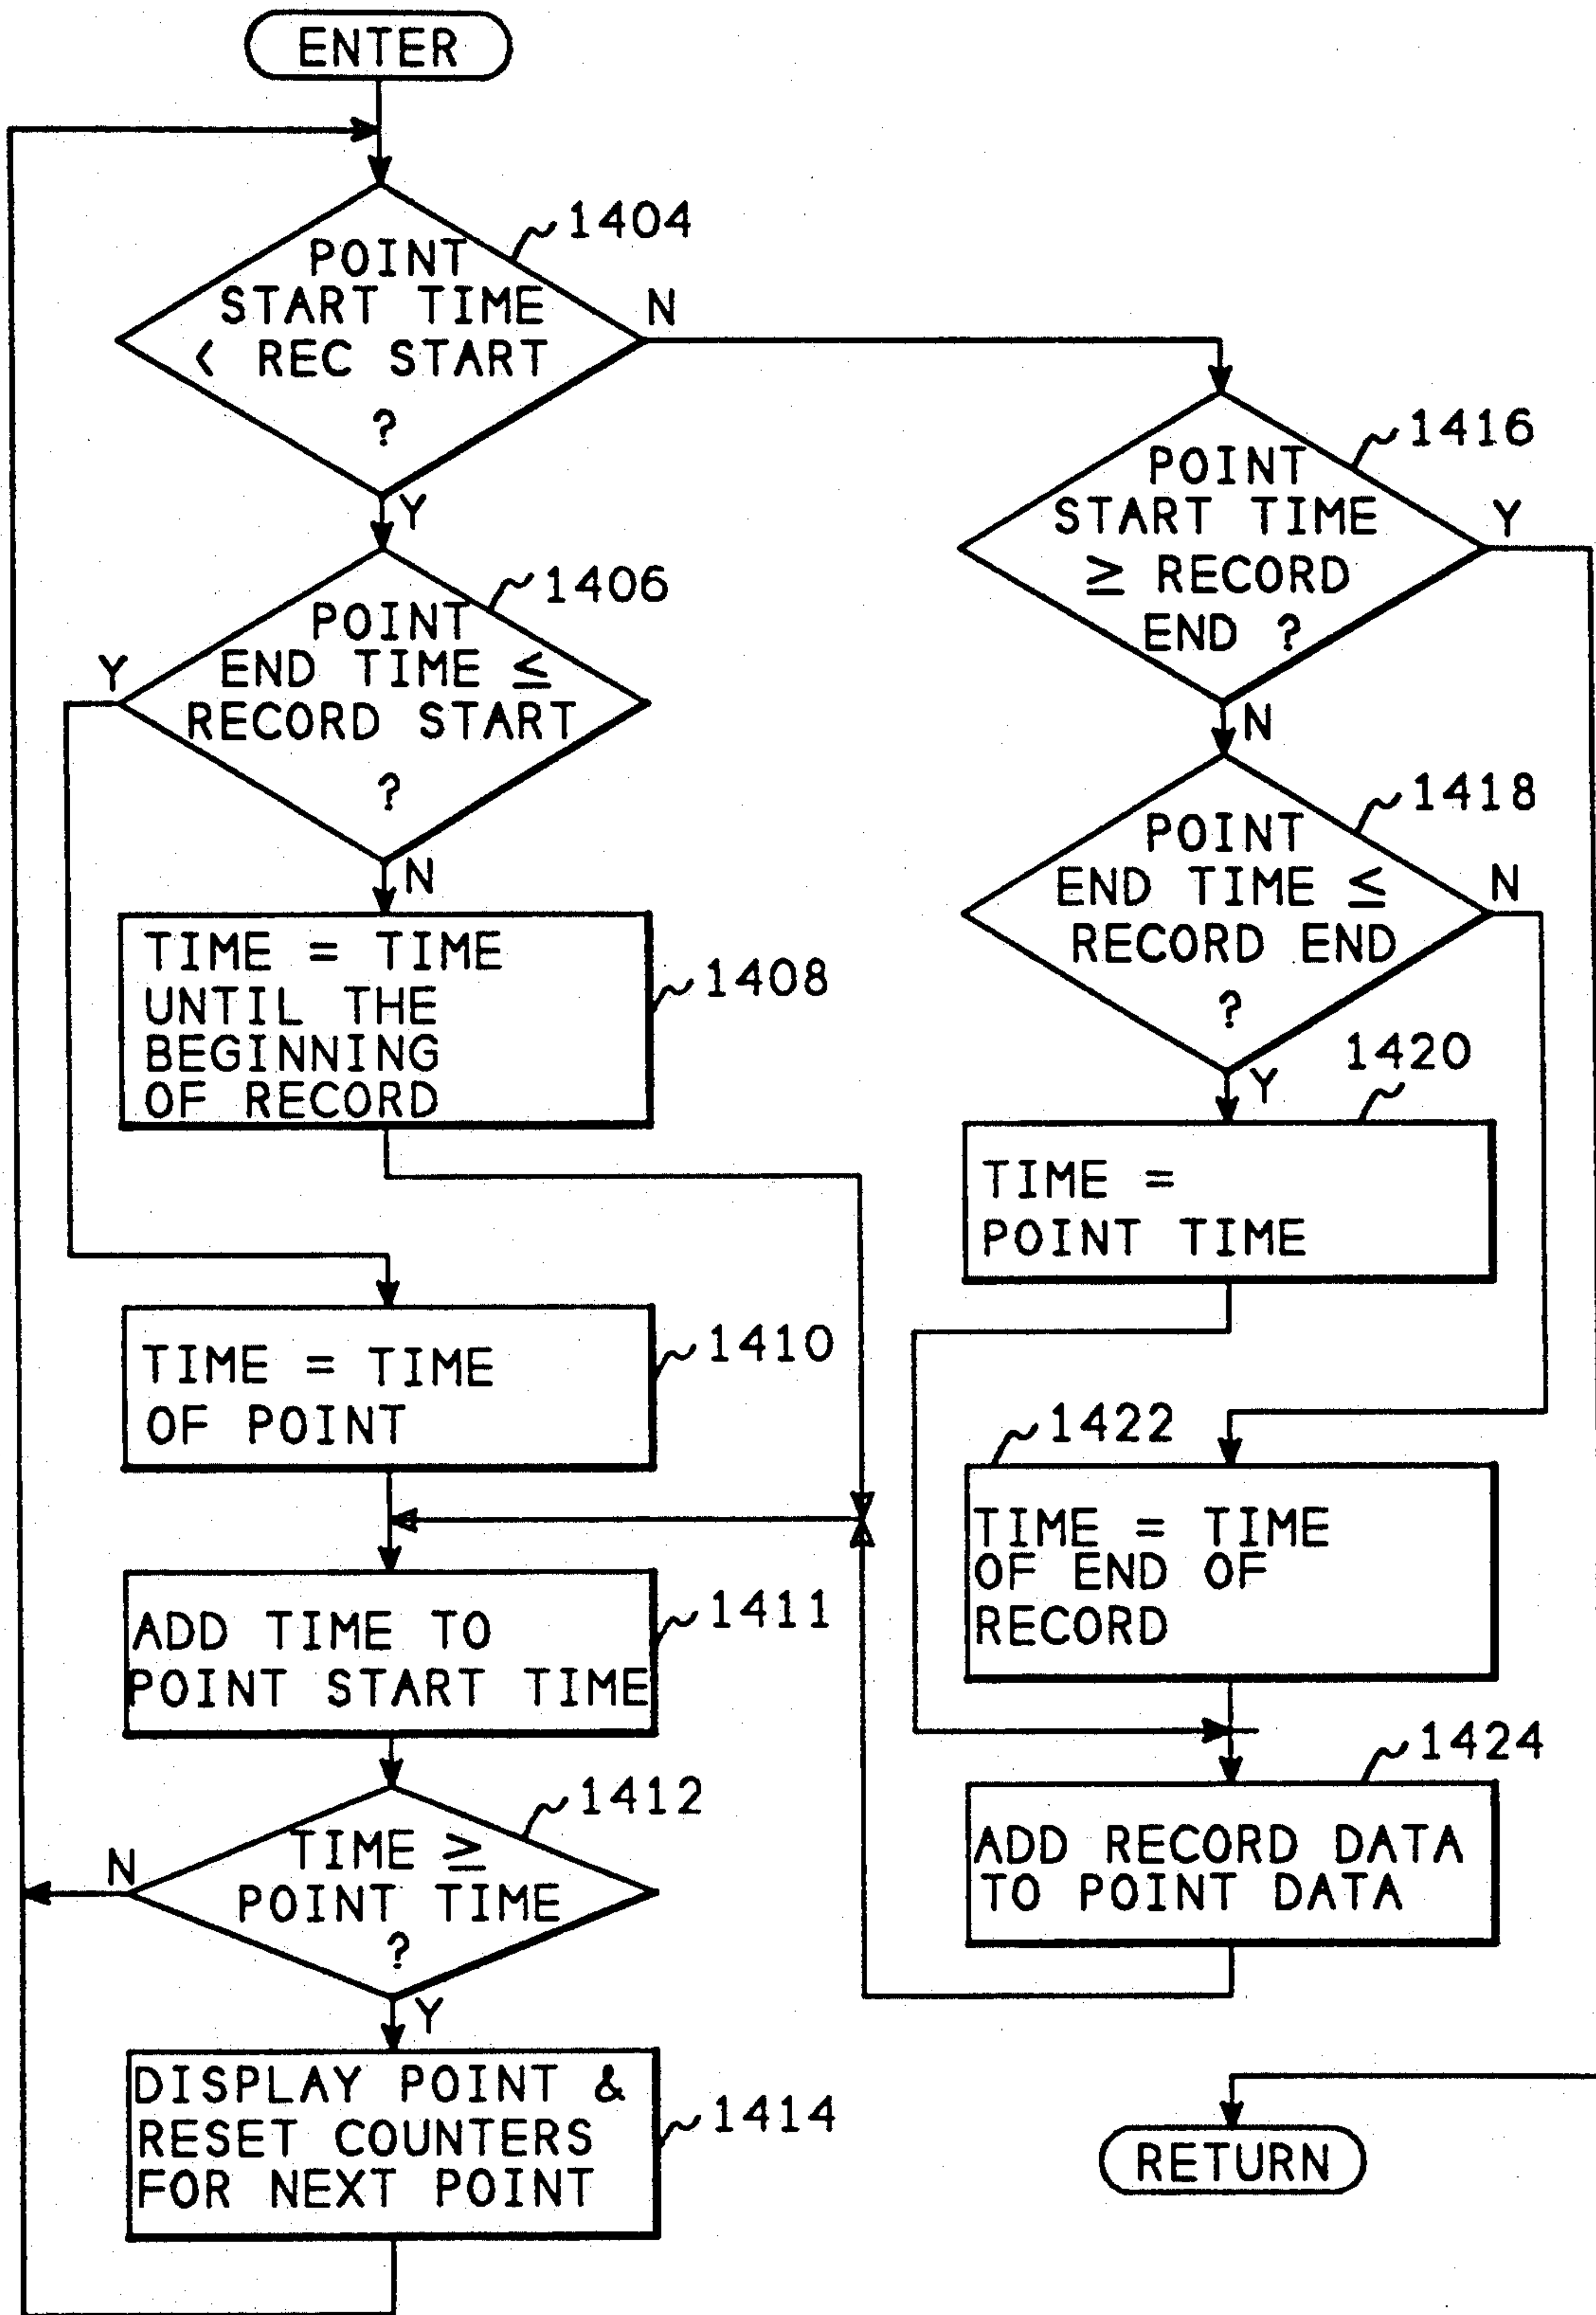 ENTER
1404
POINT
START TIME
< REC START
?
N
Y
1406
POINT
END TIME ≤
RECORD START
?
Y
N
TIME = TIME
UNTIL THE
BEGINNING
OF RECORD
1408
TIME = TIME
OF POINT
1410
ADD TIME TO
POINT START TIME
1411
1412
TIME ≥
POINT TIME
?
N
Y
DISPLAY POINT &
RESET COUNTERS
FOR NEXT POINT
1414
1416
POINT
START TIME
≥ RECORD
END ?
Y
N
1418
POINT
END TIME ≤
RECORD END
?
N
Y
1420
TIME =
POINT TIME
1422
TIME = TIME
OF END OF
RECORD
1424
ADD RECORD DATA
TO POINT DATA
RETURN